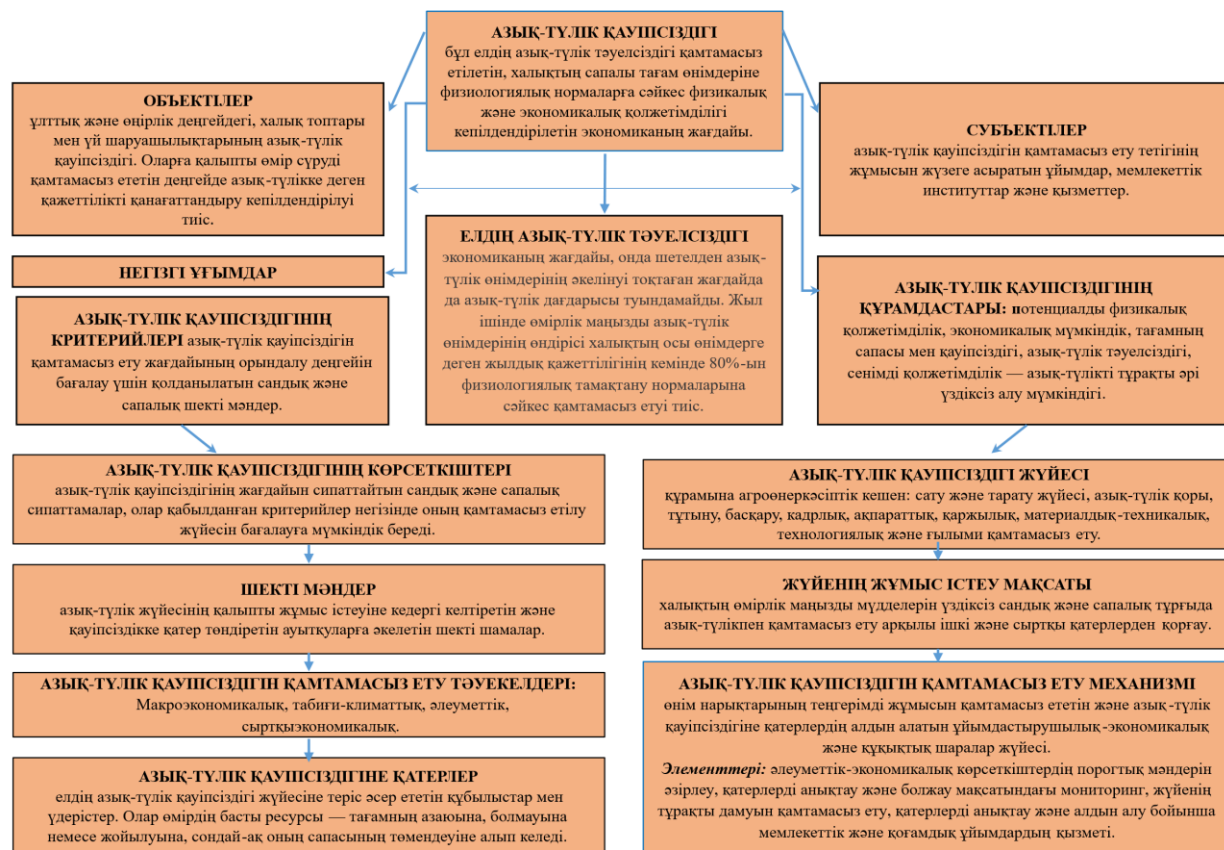 АЗЫҚ-ТҮЛІК ҚАУІПСІЗДІГІ
бұл елдің азық-түлік тәуелсіздігі қамтамасыз
етілетін, халықтың сапалы тағам өнімдеріне
физиологиялық нормаларға сәйкес физикалық
және экономикалық қолжетімділігі
кепілдендірілетін экономиканың жағдайы.
ОБЪЕКТІЛЕР
ұлттық және өңірлік деңгейдегі, халық топтары
мен үй шаруашылықтарының азық-түлік
қауіпсіздігі. Оларға қалыпты өмір сүруді
қамтамасыз ететін деңгейде азық-түлікке деген
қажеттілікті қанағаттандыру кепілдендірілуі
тиіс.
СУБЪЕКТІЛЕР
азық-түлік қауіпсіздігін қамтамасыз ету тетігінің
жұмысын жүзеге асыратын ұйымдар, мемлекеттік
институттар және қызметтер.
ЕЛДІҢ АЗЫҚ-ТҮЛІК ТӘУЕЛСІЗДІГІ
экономиканың жағдайы, онда шетелден азық-
түлік өнімдерінің әкелінуі тоқтаған жағдайда
да азық-түлік дағдарысы туындамайды. Жыл
ішінде өмірлік маңызды азық-түлік
өнімдерінің өндірісі халықтың осы өнімдерге
деген жылдық қажеттілігінің кемінде 80%-ын
физиологиялық тамақтану нормаларына
сәйкес қамтамасыз етуі тиіс.
НЕГІЗГІ ҰҒЫМДАР
АЗЫҚ-ТҮЛІК ҚАУІПСІЗДІГІНІҢ
КРИТЕРИЙЛЕРІ азық-түлік қауіпсіздігін
қамтамасыз ету жағдайының орындалу деңгейін
бағалау үшін қолданылатын сандық және
сапалық шекті мәндер.
АЗЫҚ-ТҮЛІК ҚАУІПСІЗДІГІНІҢ
ҚҰРАМДАСТАРЫ: потенциалды физикалық
қолжетімділік, экономикалық мүмкіндік, тағамның
сапасы мен қауіпсіздігі, азық-түлік тәуелсіздігі,
сенімді қолжетімділік — азық-түлікті тұрақты әрі
үздіксіз алу мүмкіндігі.
АЗЫҚ-ТҮЛІК ҚАУІПСІЗДІГІНІҢ КӨРСЕТКІШТЕРІ
азық-түлік қауіпсіздігінің жағдайын сипаттайтын сандық және сапалық
сипаттамалар, олар қабылданған критерийлер негізінде оның қамтамасыз етілу
жүйесін бағалауға мүмкіндік береді.
ШЕКТІ МӘНДЕР
азық-түлік жүйесінің қалыпты жұмыс істеуіне кедергі келтіретін және
қауіпсіздікке қатер төндіретін ауытқуларға әкелетін шекті шамалар.
АЗЫҚ-ТҮЛІК ҚАУІПСІЗДІГІН ҚАМТАМАСЫЗ ЕТУ ТӘУЕКЕЛДЕРІ:
Макроэкономикалық, табиғи-климаттық, әлеуметтік,
сыртқыэкономикалық.
АЗЫҚ-ТҮЛІК ҚАУІПСІЗДІГІНЕ ҚАТЕРЛЕР
елдің азық-түлік қауіпсіздігі жүйесіне теріс әсер ететін құбылыстар мен
үдерістер. Олар өмірдің басты ресурсы — тағамның азаюына, болмауына
немесе жойылуына, сондай-ақ оның сапасының төмендеуіне алып келеді.
АЗЫҚ-ТҮЛІК ҚАУІПСІЗДІГІ ЖҮЙЕСІ
құрамына агроөнеркәсіптік кешен: сату және тарату жүйесі, азық-түлік қоры,
тұтыну, басқару, кадрлық, ақпараттық, қаржылық, материалдық-техникалық,
технологиялық және ғылыми қамтамасыз ету.
ЖҮЙЕНІҢ ЖҰМЫС ІСТЕУ МАҚСАТЫ
халықтың өмірлік маңызды мүдделерін үздіксіз сандық және сапалық тұрғыда
азық-түлікпен қамтамасыз ету арқылы ішкі және сыртқы қатерлерден қорғау.
АЗЫҚ-ТҮЛІК ҚАУІПСІЗДІГІН ҚАМТАМАСЫЗ ЕТУ МЕХАНИЗМІ
өнім нарықтарының теңгерімді жұмысын қамтамасыз ететін және азық-түлік
қауіпсіздігіне қатерлердің алдын алатын ұйымдастырушылық-экономикалық
және құқықтық шаралар жүйесі.
Элементтері: әлеуметтік-экономикалық көрсеткіштердің порогтық мәндерін
әзірлеу, қатерлерді анықтау және болжау мақсатындағы мониторинг, жүйенің
тұрақты дамуын қамтамасыз ету, қатерлерді анықтау және алдын алу бойынша
мемлекеттік және қоғамдық ұйымдардың қызметі.